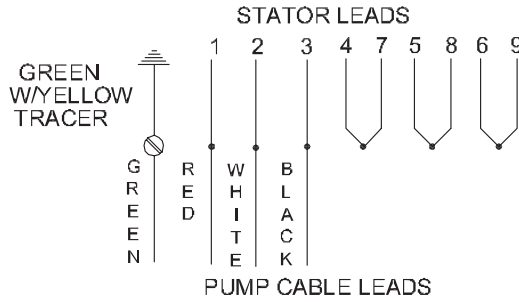 STATOR LEADS
1 2 3 4 7 5 8 6 9
GREEN
W/YELLOW
TRACER
GREEN
RED
WHITE
BLACK
PUMP CABLE LEADS